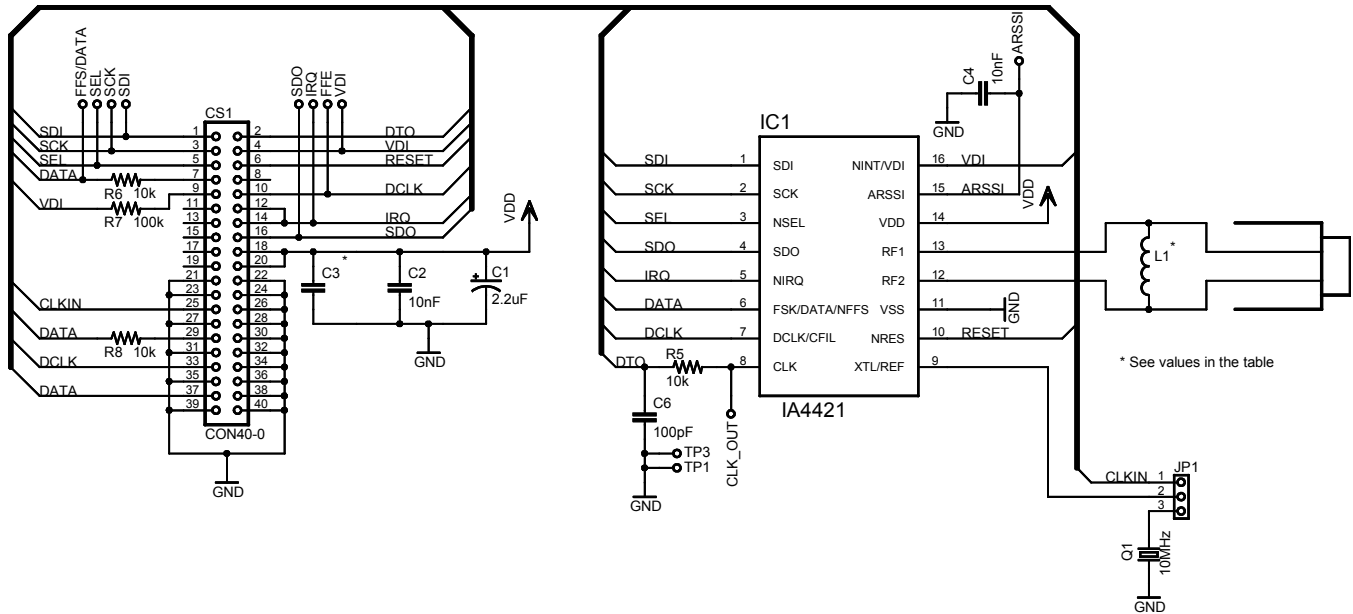 ARSSI
C4
10nF
GND
FFS/DATA
SEL
SCK
SDI
SDO
IRQ
FFE
VDI
CS1
SDI 1 2 DTO
SCK 3 4 VDI
SEL 5 6 RESET
DATA 7 8
R6 10k
VDI 9 10 DCLK
R7 100k
11 12
13 14 IRQ
15 16 SDO
17 18
19 20
21 22
23 24
CLKIN 25 26
27 28
DATA 29 30
R8 10k
31 32
DCLK 33 34
35 36
DATA 37 38
39 40
CON40-0
GND
VDD
C3 *
C2
10nF
+
C1
2.2uF
GND
IC1
SDI 1 SDI NINT/VDI 16 VDI
SCK 2 SCK ARSSI 15 ARSSI
SEL 3 NSEL VDD 14
VDD
SDO 4 SDO RF1 13
IRQ 5 NIRQ RF2 12
DATA 6 FSK/DATA/NFFS VSS 11
GND
DCLK 7 DCLK/CFIL NRES 10 RESET
DTO 8 CLK XTL/REF 9
R5
10k
IA4421
C6
100pF
TP3
TP1
GND
CLK_OUT
L1 *
* See values in the table
JP1
CLKIN 1
2
3
Q1
10MHz
GND